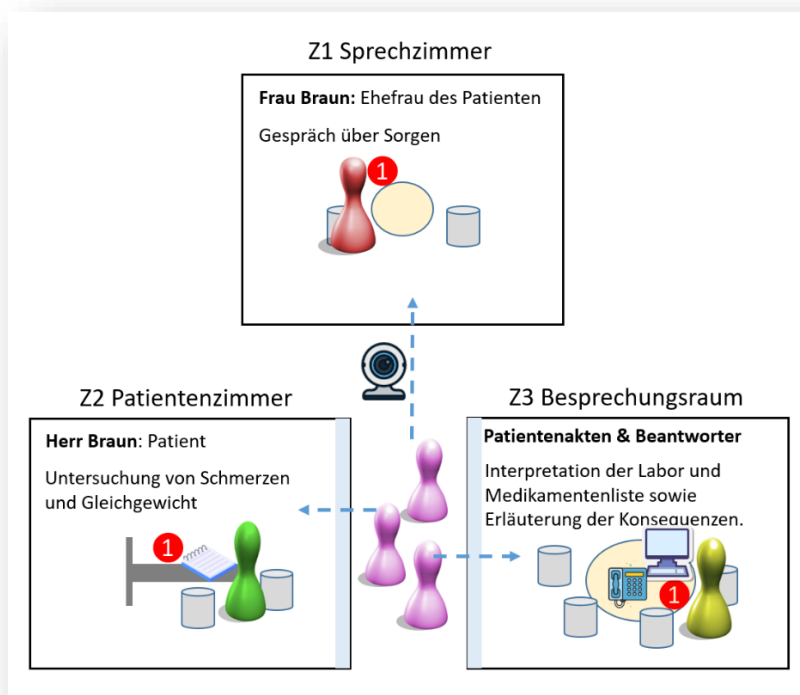 Z1 Sprechzimmer
Frau Braun: Ehefrau des Patienten
Gespräch über Sorgen
1
Z2 Patientenzimmer
Herr Braun: Patient
Untersuchung von Schmerzen
und Gleichgewicht
1
Z3 Besprechungsraum
Patientenakten & Beantworter
Interpretation der Labor und
Medikamentenliste sowie
Erläuterung der Konsequenzen.
1